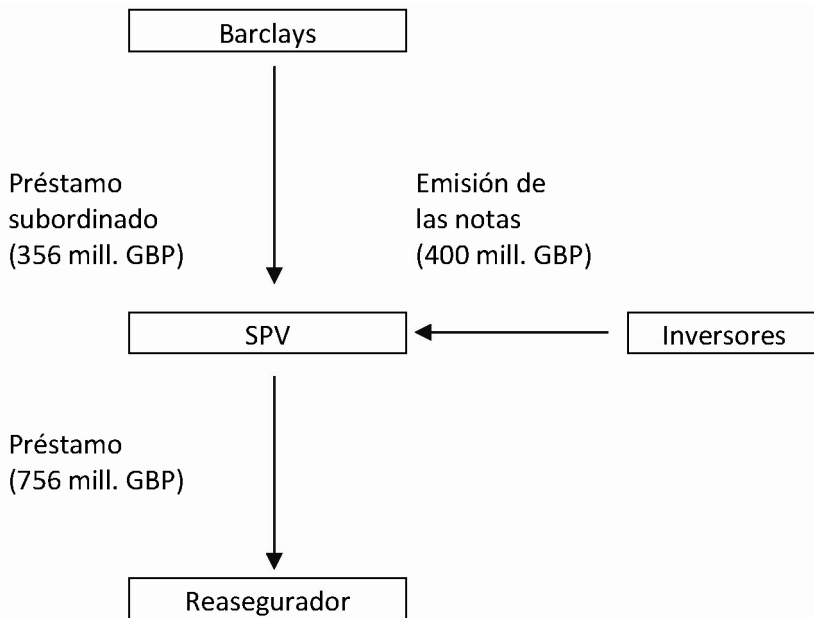 Barclays
Préstamo
subordinado
(356 mill. GBP)
Emisión de
las notas
(400 mill. GBP)
SPV
Inversores
Préstamo
(756 mill. GBP)
Reasegurador